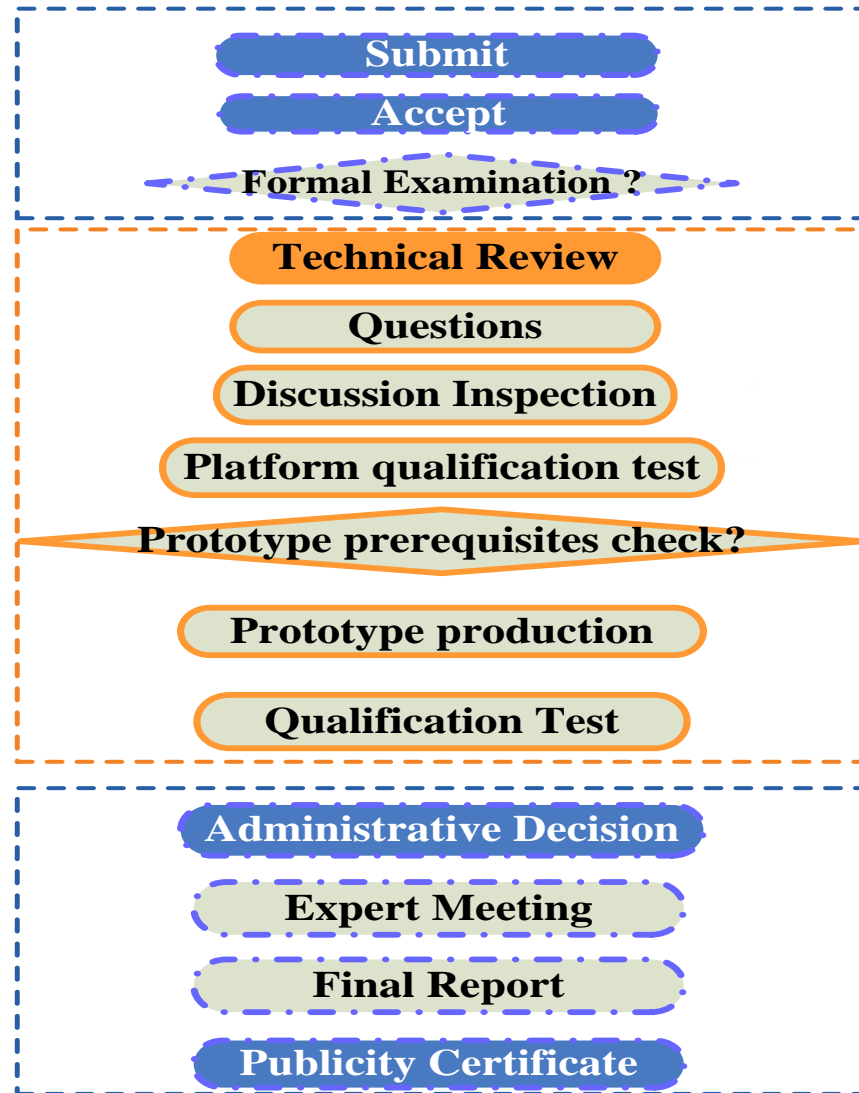 Submit
Accept
Formal Examination ?
Technical Review
Questions
Discussion Inspection
Platform qualification test
Prototype prerequisites check?
Prototype production
Qualification Test
Administrative Decision
Expert Meeting
Final Report
Publicity Certificate